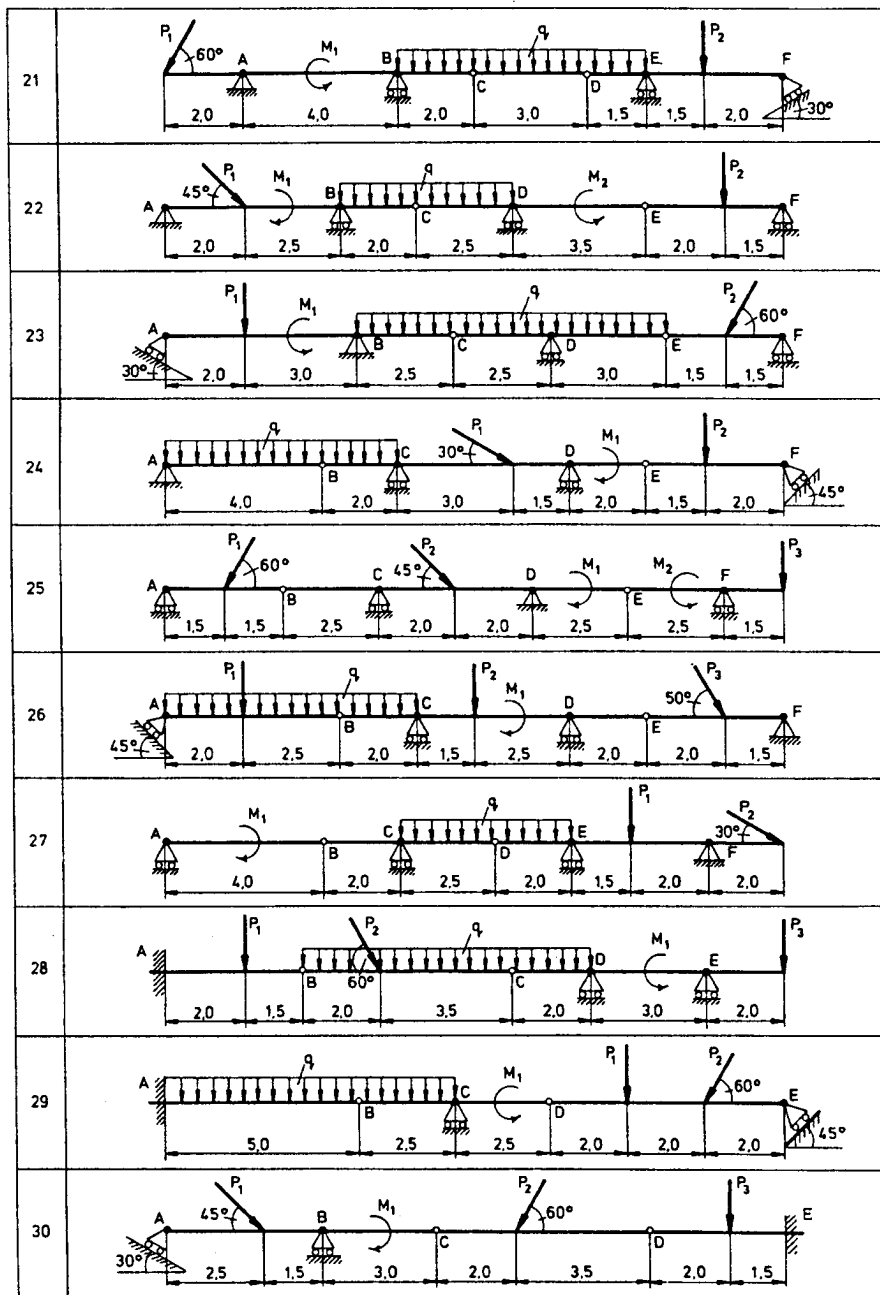 21
P₁ 60° A M₁ B q C D E P₂ F 30°
2,0 4,0 2,0 3,0 1,5 1,5 2,0
22
A 45° P₁ M₁ B q C D M₂ E P₂ F
2,0 2,5 2,0 2,5 3,5 2,0 1,5
23
A 30° P₁ M₁ B q C D E P₂ 60° F
2,0 3,0 2,5 2,5 3,0 1,5 1,5
24
A q B C 30° P₁ D M₁ E P₂ F 45°
4,0 2,0 3,0 1,5 2,0 1,5 2,0
25
A P₁ 60° B C 45° P₂ D M₁ E M₂ F P₃
1,5 1,5 2,5 2,0 2,0 2,5 2,5 1,5
26
A 45° P₁ q B C P₂ M₁ D E 50° P₃ F
2,0 2,5 2,0 1,5 2,5 2,0 2,0 1,5
27
A M₁ B C q D E P₁ F 30° P₂
4,0 2,0 2,5 2,0 1,5 2,0 2,0
28
A P₁ B P₂ 60° q C D M₁ E P₃
2,0 1,5 2,0 3,5 2,0 3,0 2,0
29
A q B C M₁ D P₁ P₂ 60° E 45°
5,0 2,5 2,5 2,0 2,0 2,0
30
A 30° 45° P₁ B M₁ C P₂ 60° D P₃ E
2,5 1,5 3,0 2,0 3,5 2,0 1,5